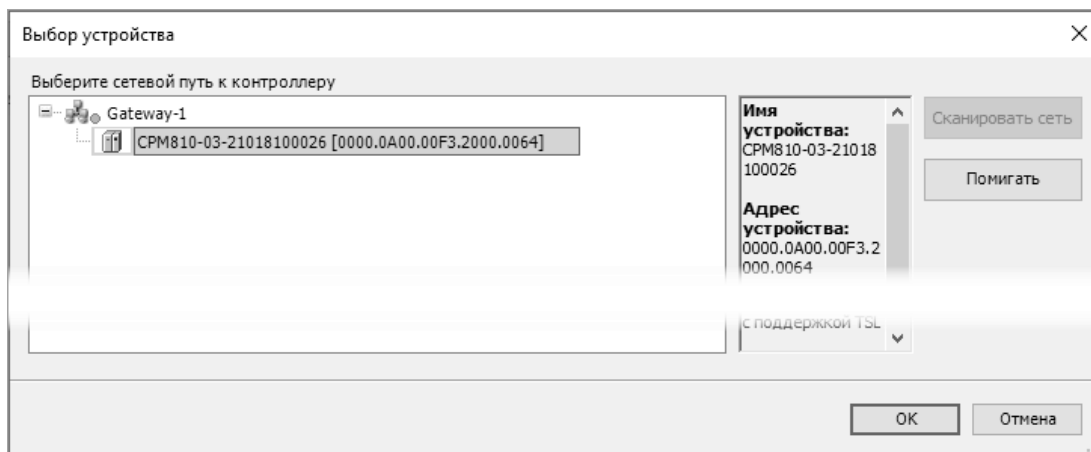 Выбор устройства
Выберите сетевой путь к контроллеру
Gateway-1
CPM810-03-21018100026 [0000.0A00.00F3.2000.0064]
Имя
устройства:
CPM810-03-21018
100026
Адрес
устройства:
0000.0A00.00F3.2
000.0064
с поддержкой TSL
Сканировать сеть
Помигать
OK
Отмена